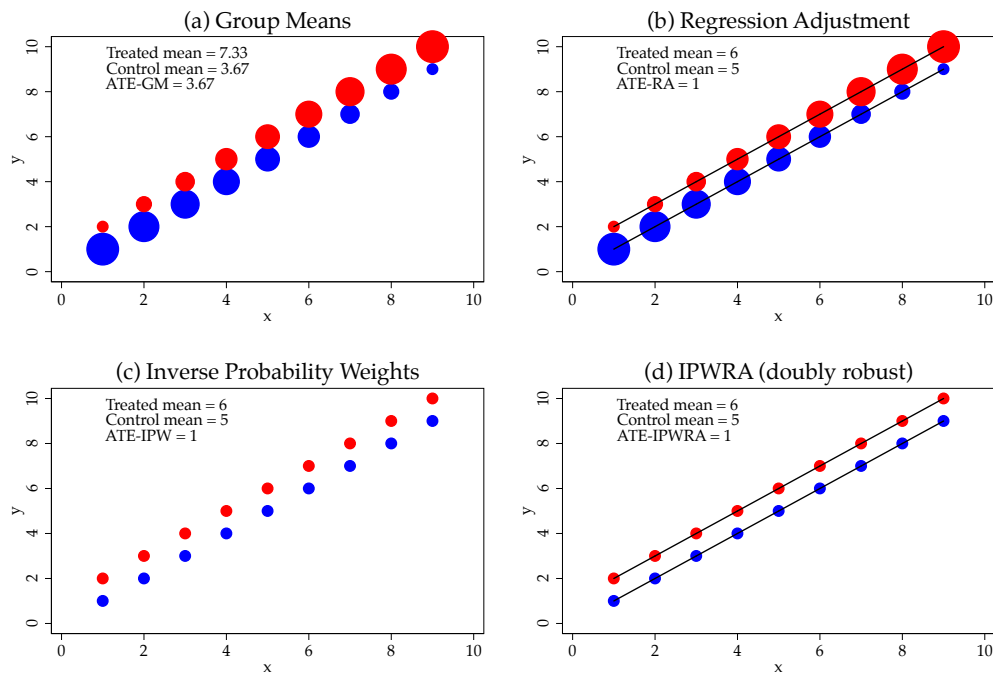 (a) Group Means
Treated mean = 7.33
Control mean = 3.67
ATE-GM = 3.67
y
0 2 4 6 8 10
0 2 4 6 8 10
x
(b) Regression Adjustment
Treated mean = 6
Control mean = 5
ATE-RA = 1
y
0 2 4 6 8 10
0 2 4 6 8 10
x
(c) Inverse Probability Weights
Treated mean = 6
Control mean = 5
ATE-IPW = 1
y
0 2 4 6 8 10
0 2 4 6 8 10
x
(d) IPWRA (doubly robust)
Treated mean = 6
Control mean = 5
ATE-IPWRA = 1
y
0 2 4 6 8 10
0 2 4 6 8 10
x